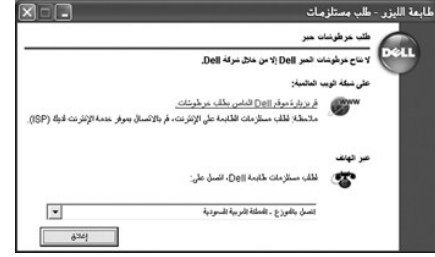 طابعة الليزر - طلب مستلزمات
طلب خرطوشات حبر
DELL
لا تتاح خرطوشات الحبر Dell إلا من خلال شركة Dell.
على شبكة الويب العالمية:
www
قم بزيارة موقع Dell الخاص بطلب خرطوشات.
ملاحظة: لطلب مستلزمات الطابعة على الإنترنت، قم بالاتصال بموفر خدمة الإنترنت لديك (ISP).
عبر الهاتف
لطلب مستلزمات طابعة Dell، اتصل على:
اتصل بالموزع - المملكة العربية السعودية
إغلاق